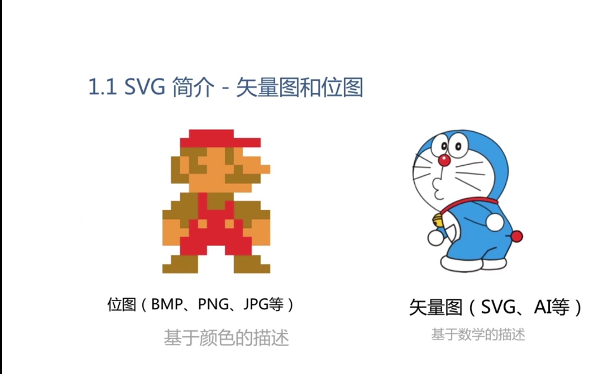 1.1 SVG 简介 - 矢量图和位图
位图（BMP、PNG、JPG等）
基于颜色的描述
矢量图（SVG、AI等）
基于数学的描述